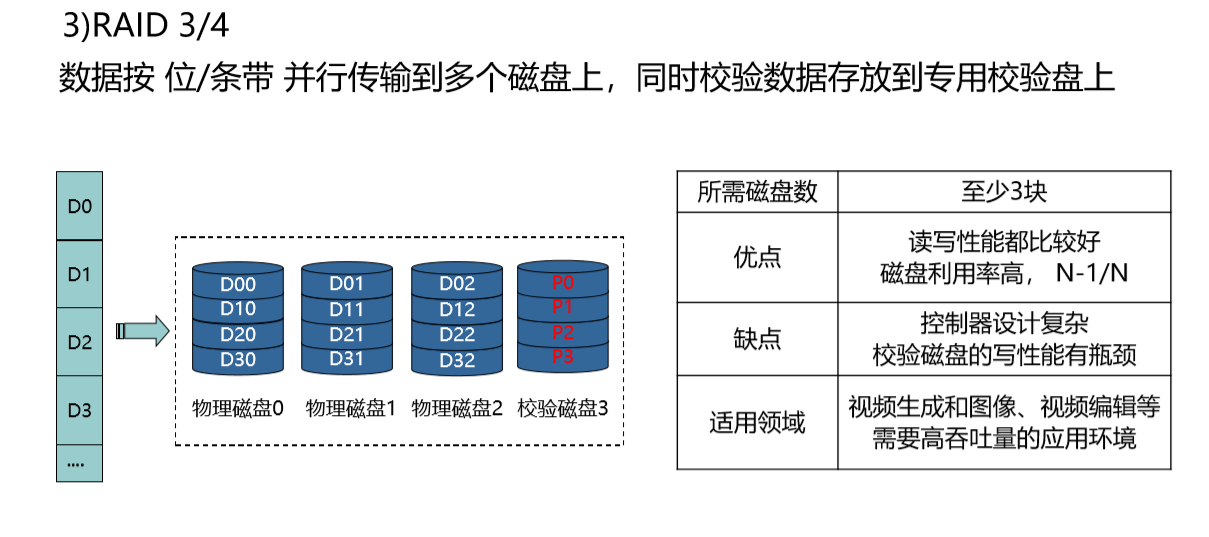 3)RAID 3/4
数据按 位/条带 并行传输到多个磁盘上，同时校验数据存放到专用校验盘上
D0
D1
D2
D3
....
D00 D01 D02 P0
D10 D11 D12 P1
D20 D21 D22 P2
D30 D31 D32 P3
物理磁盘0 物理磁盘1 物理磁盘2 校验磁盘3
所需磁盘数 至少3块
优点
读写性能都比较好
磁盘利用率高， N-1/N
缺点
控制器设计复杂
校验磁盘的写性能有瓶颈
适用领域
视频生成和图像、视频编辑等
需要高吞吐量的应用环境